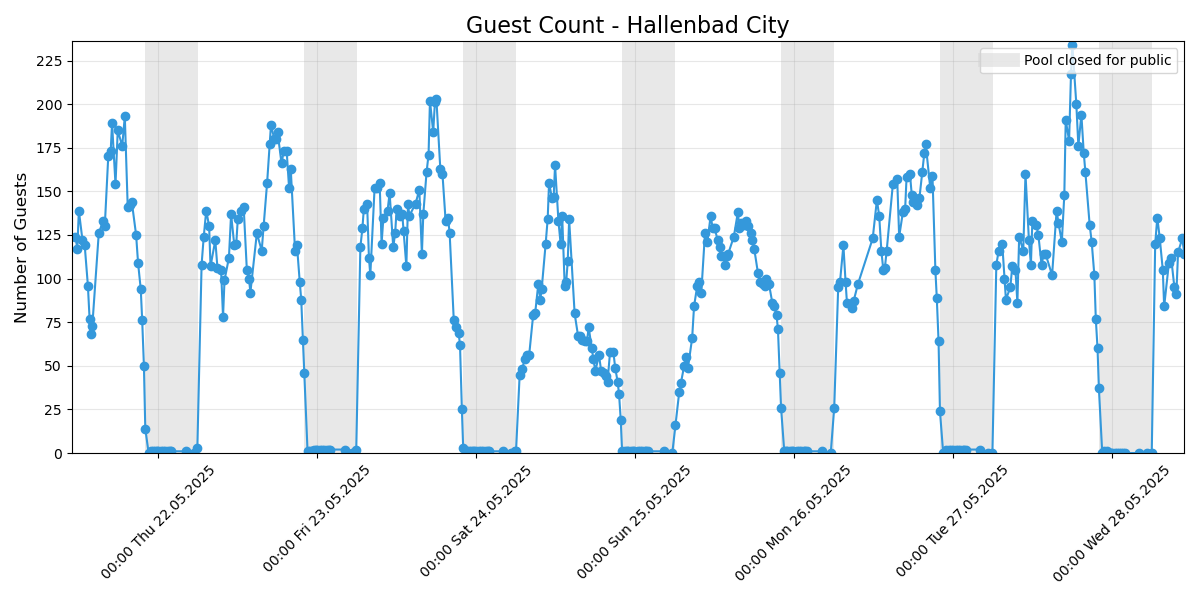 Guest Count - Hallenbad City
Pool closed for public
Number of Guests
225
200
175
150
125
100
75
50
25
0
00:00 Thu 22.05.2025
00:00 Fri 23.05.2025
00:00 Sat 24.05.2025
00:00 Sun 25.05.2025
00:00 Mon 26.05.2025
00:00 Tue 27.05.2025
00:00 Wed 28.05.2025